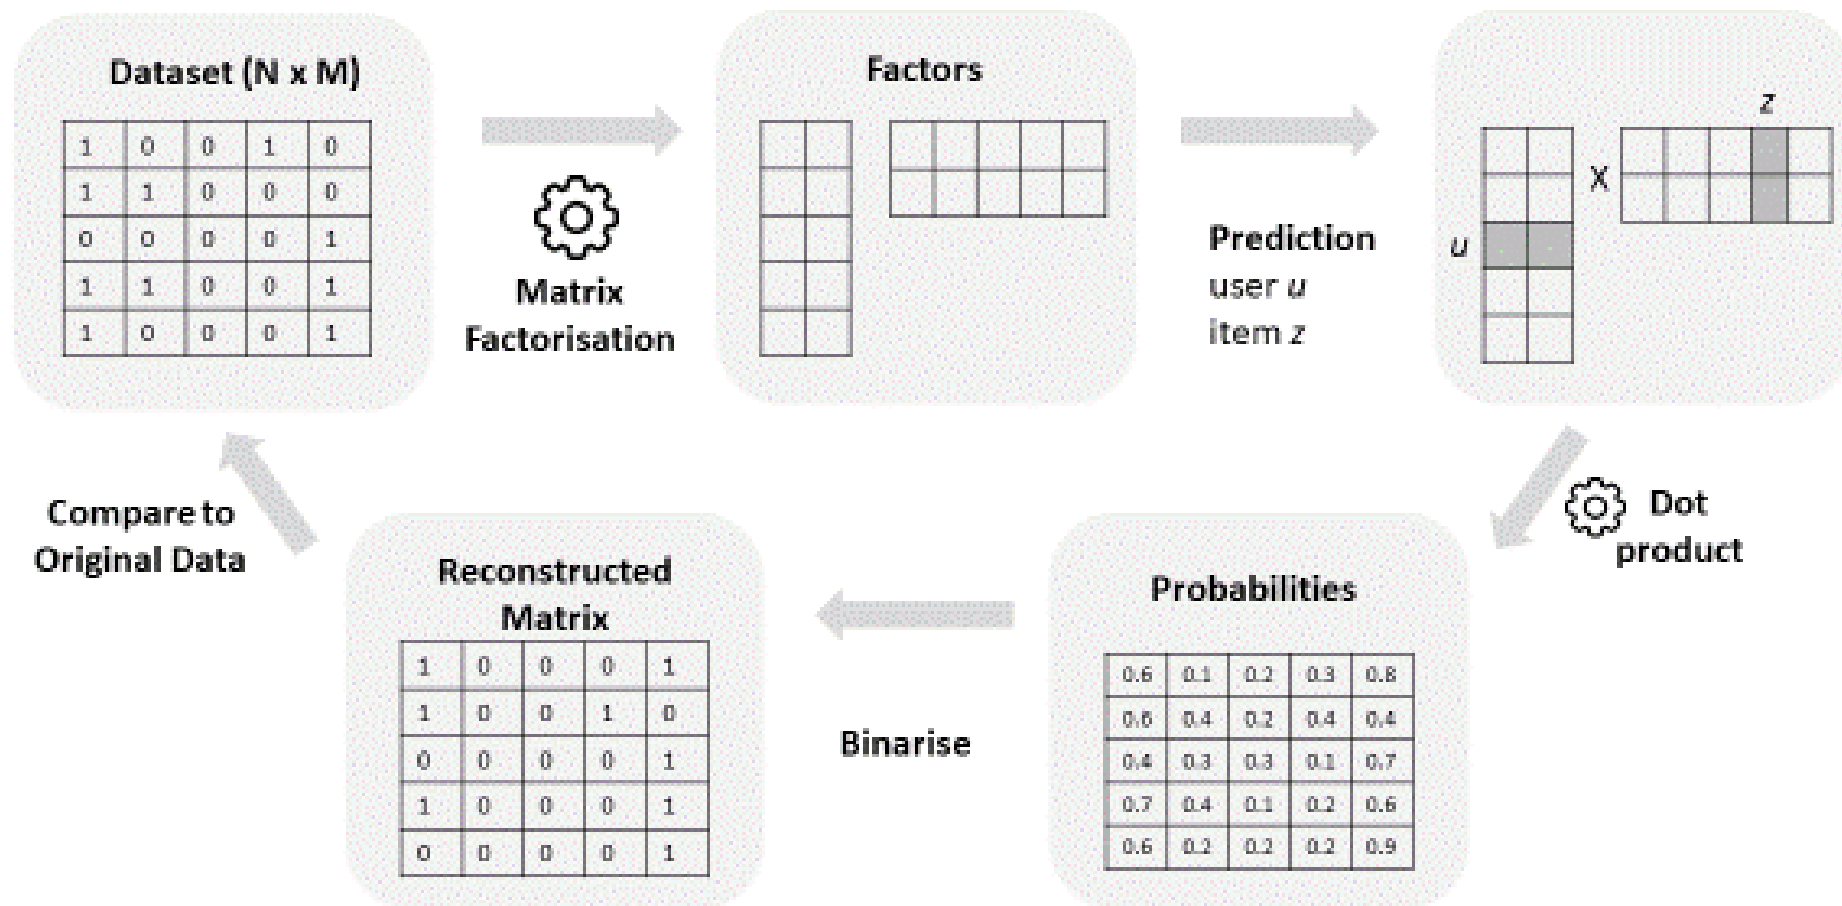 Dataset (N x M)
1 0 0 1 0
1 1 0 0 0
0 0 0 0 1
1 1 0 0 1
1 0 0 0 1
Matrix
Factorisation
Factors
Prediction
user u
item z
z
u
X
Dot
product
Probabilities
0.6 0.1 0.2 0.3 0.8
0.4 0.2 0.4 0.4
0.4 0.3 0.3 0.1 0.7
0.7 0.4 0.1 0.2 0.6
0.6 0.2 0.2 0.2 0.9
Binarise
Reconstructed
Matrix
1 0 0 0 1
1 0 0 1 0
0 0 0 0 1
1 0 0 0 1
0 0 0 0 1
Compare to
Original Data